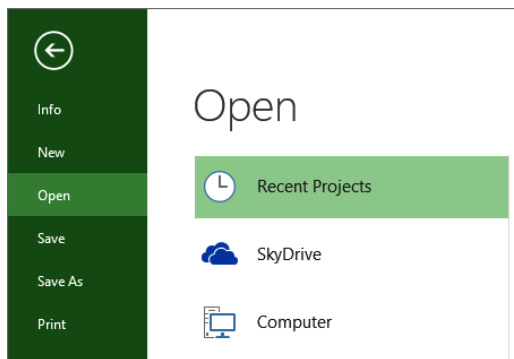 Info
New
Open
Save
Save As
Print
Open
Recent Projects
SkyDrive
Computer